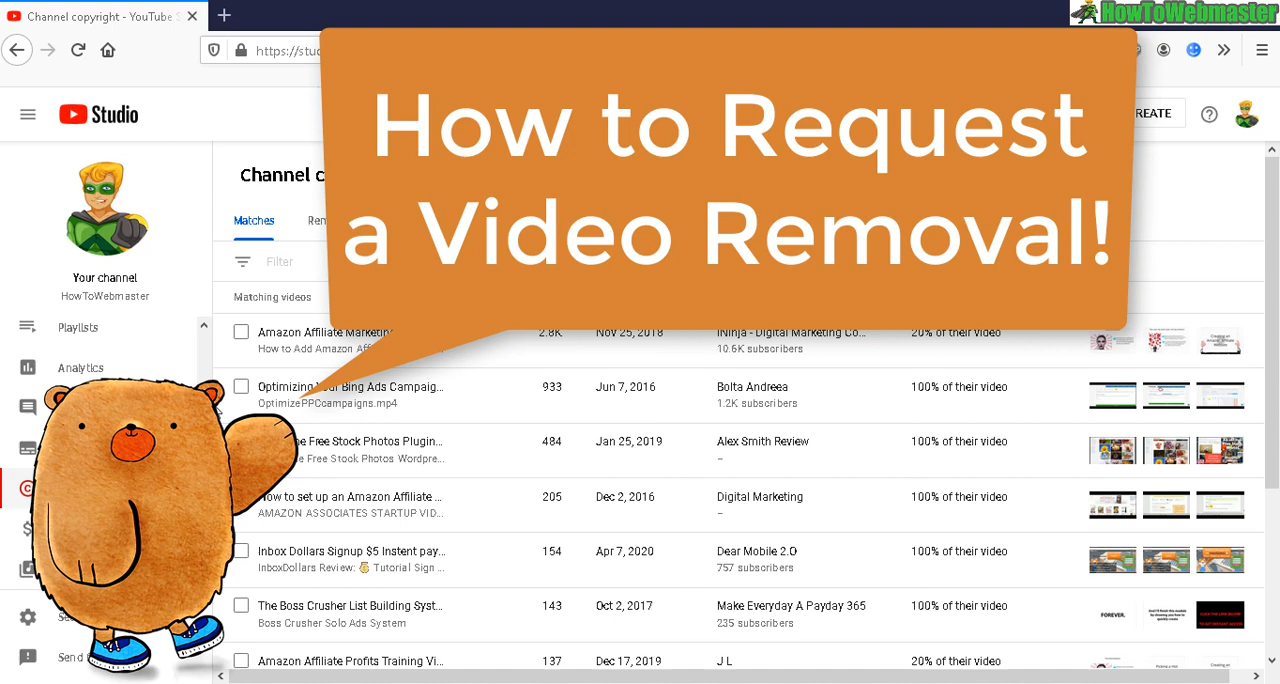 Channel copyright - YouTube S
HowToWebmaster
https://stud
Studio
REATE
How to Request
a Video Removal!
Channel c
Matches
Filter
Your channel
HowToWebmaster
Matching videos
Playlists
Analytics
Amazon Affiliate Marketin
2.8K
Nov 25, 2018
INinja - Digital Marketing Co...
20% of their video
How to Add Amazon Af
10.6K subscribers
Optimizing Your Bing Ads Campaig...
933
Jun 7, 2016
Bolta Andreea
100% of their video
OptimizePPCcampaigns.mp4
1.2K subscribers
e Free Stock Photos Plugin...
484
Jan 25, 2019
Alex Smith Review
100% of their video
e Free Stock Photos Wordpre...
–
How to set up an Amazon Affiliate ...
205
Dec 2, 2016
Digital Marketing
100% of their video
AMAZON ASSOCIATES STARTUP VID...
–
Inbox Dollars Signup $5 Instent pay...
154
Apr 7, 2020
Dear Mobile 2.0
100% of their video
InboxDollars Review: Tutorial Sign ...
757 subscribers
The Boss Crusher List Building Syst...
143
Oct 2, 2017
Make Everyday A Payday 365
100% of their video
Boss Crusher Solo Ads System
235 subscribers
FOREVER.
Send
Amazon Affiliate Profits Training Vi...
137
Dec 17, 2019
J L
20% of their video